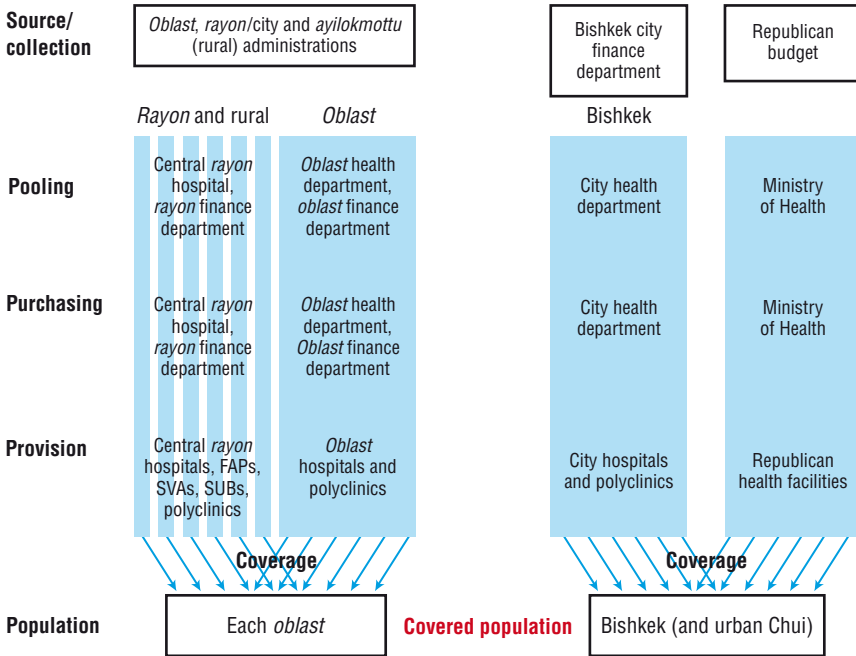 Source/
collection
Oblast, rayon/city and ayilokmottu
(rural) administrations
Bishkek city
finance
department
Republican
budget
Rayon and rural
Oblast
Bishkek
Pooling
Central rayon
hospital,
rayon finance
department
Oblast health
department,
oblast finance
department
City health
department
Ministry
of Health
Purchasing
Central rayon
hospital,
rayon finance
department
Oblast health
department,
Oblast finance
department
City health
department
Ministry
of Health
Provision
Central rayon
hospitals, FAPs,
SVAs, SUBs,
polyclinics
Oblast
hospitals and
polyclinics
City hospitals
and polyclinics
Republican
health facilities
Coverage
Coverage
Population
Each oblast
Covered population
Bishkek (and urban Chui)